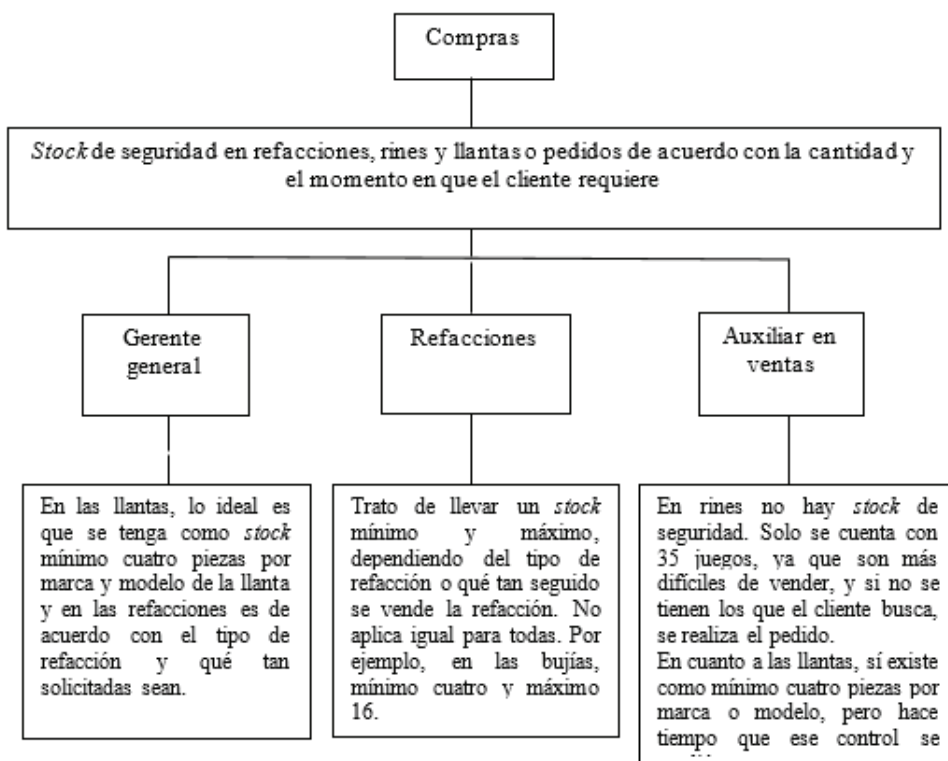 Compras
Stock de seguridad en refacciones, rines y llantas o pedidos de acuerdo con la cantidad y
el momento en que el cliente requiere
Gerente
general
Refacciones
Auxiliar en
ventas
En las llantas, lo ideal es
que se tenga como stock
mínimo cuatro piezas por
marca y modelo de la llanta
y en las refacciones es de
acuerdo con el tipo de
refacción y qué tan
solicitadas sean.
Trato de llevar un stock
mínimo y máximo,
dependiendo del tipo de
refacción o qué tan seguido
se vende la refacción. No
aplica igual para todas. Por
ejemplo, en las bujías,
mínimo cuatro y máximo
16.
En rines no hay stock de
seguridad. Solo se cuenta con
35 juegos, ya que son más
difíciles de vender, y si no se
tienen los que el cliente busca,
se realiza el pedido.
En cuanto a las llantas, sí existe
como mínimo cuatro piezas por
marca o modelo, pero hace
tiempo que ese control se